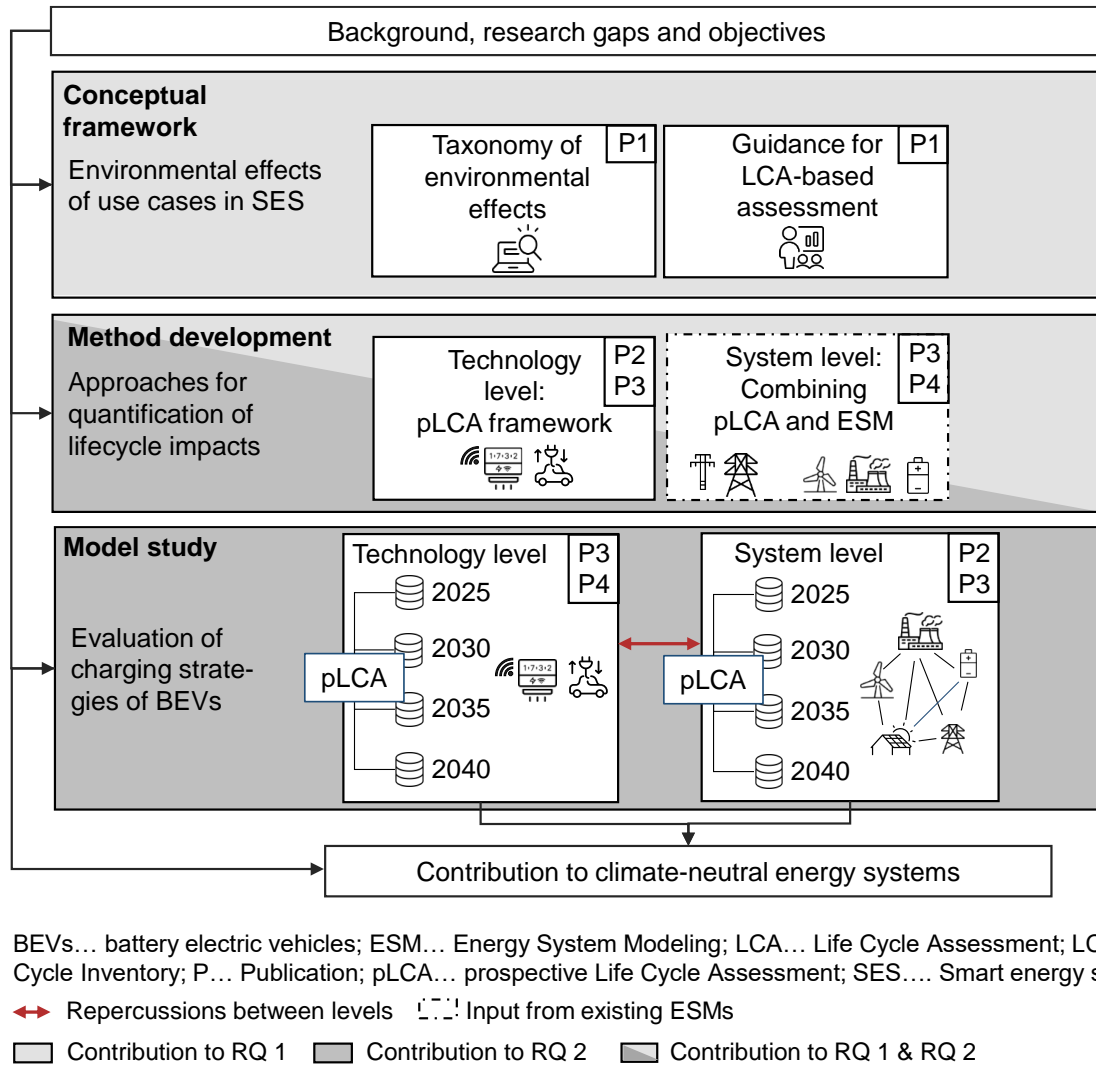 Background, research gaps and objectives
Conceptual
framework
Environmental effects
of use cases in SES
Taxonomy of
environmental
effects
P1
Guidance for
LCA-based
assessment
P1
Method development
Approaches for
quantification of
lifecycle impacts
Technology
level:
pLCA framework
P2
P3
1·7·3·2
System level:
Combining
pLCA and ESM
P3
P4
Model study
Evaluation of
charging strate-
gies of BEVs
Technology level
P3
P4
2025
2030
pLCA
2035
2040
1·7·3·2
System level
P2
P3
2025
2030
pLCA
2035
2040
Contribution to climate-neutral energy systems
BEVs… battery electric vehicles; ESM… Energy System Modeling; LCA… Life Cycle Assessment;
Cycle Inventory; P… Publication; pLCA… prospective Life Cycle Assessment; SES…. Smart energy
Repercussions between levels
Input from existing ESMs
Contribution to RQ 1
Contribution to RQ 2
Contribution to RQ 1 & RQ 2